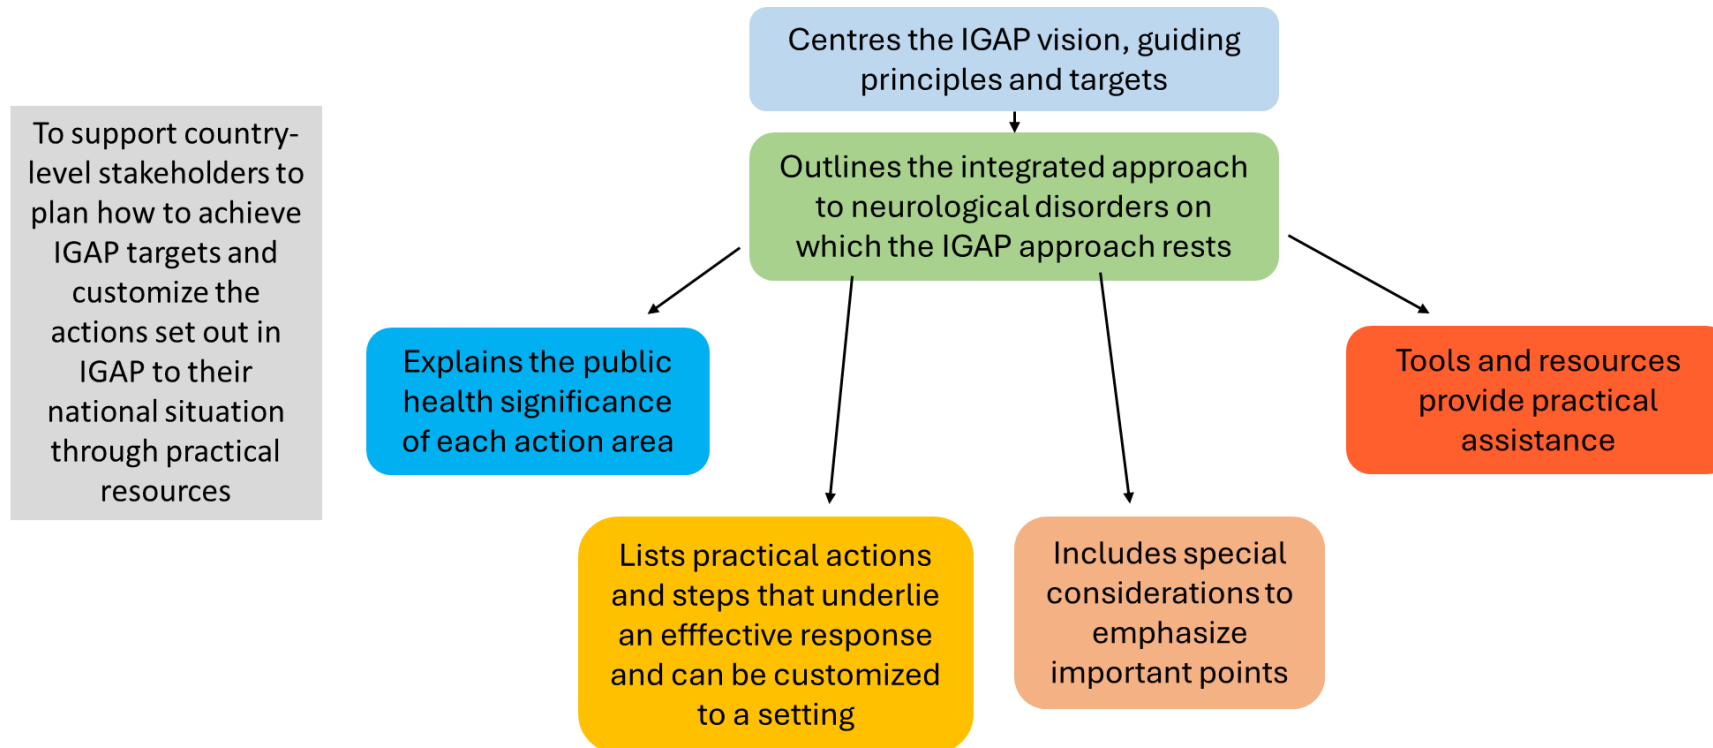 Centres the IGAP vision, guiding
principles and targets
To support country-
level stakeholders to
plan how to achieve
IGAP targets and
customize the
actions set out in
IGAP to their
national situation
through practical
resources
Outlines the integrated approach
to neurological disorders on
which the IGAP approach rests
Explains the public
health significance
of each action area
Tools and resources
provide practical
assistance
Lists practical actions
and steps that underlie
an efffective response
and can be customized
to a setting
Includes special
considerations to
emphasize
important points